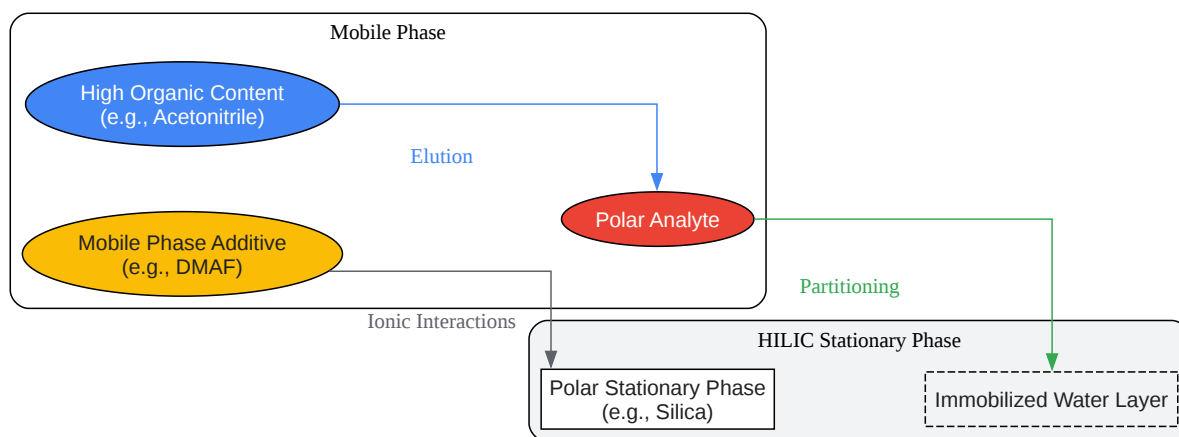 Mobile Phase
High Organic Content
(e.g., Acetonitrile)
Elution
Polar Analyte
Mobile Phase Additive
(e.g., DMAF)
Partitioning
Ionic Interactions
HILIC Stationary Phase
Polar Stationary Phase
(e.g., Silica)
Immobilized Water Layer